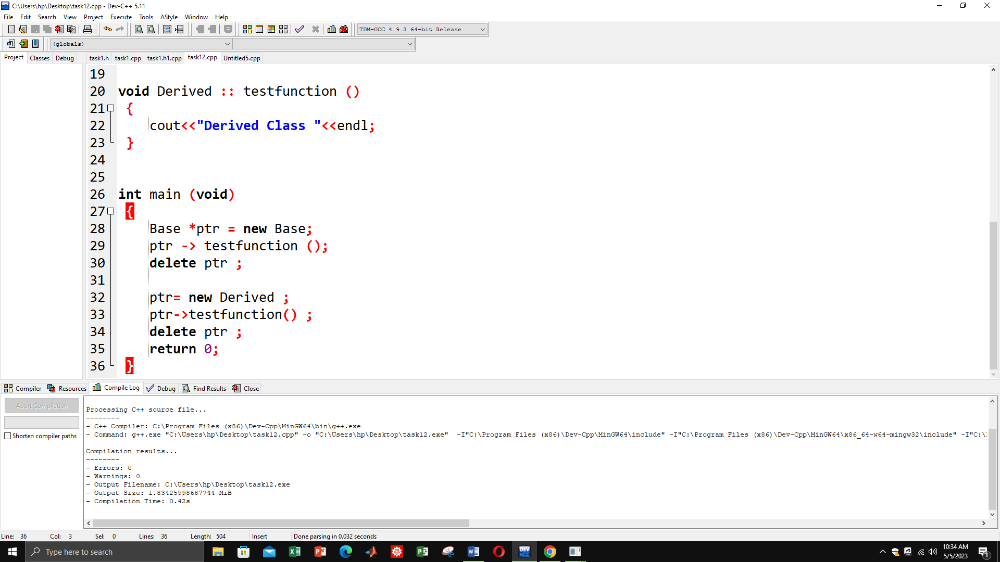 C:\Users\hp\Desktop\task12.cpp - Dev-C++ 5.11
File Edit Search View Project Execute Tools AStyle Window Help
TDM-GCC 4.9.2 64-bit Release
(globals)
Project Classes Debug task1.h task1.cpp task1.h1.cpp task12.cpp Untitled5.cpp
19
20 void Derived :: testfunction ()
21 {
22 cout<<"Derived Class "<<endl;
23 }
24
25
26 int main (void)
27 {
28 Base *ptr = new Base;
29 ptr -> testfunction ();
30 delete ptr ;
31
32 ptr= new Derived ;
33 ptr->testfunction() ;
34 delete ptr ;
35 return 0;
36 }
Compiler Resources Compile Log Debug Find Results Close
Abort Compilation
Shorten compiler paths
Processing C++ source file...
--------
- C++ Compiler: C:\Program Files (x86)\Dev-Cpp\MinGW64\bin\g++.exe
- Command: g++.exe "C:\Users\hp\Desktop\task12.cpp" -o "C:\Users\hp\Desktop\task12.exe" -I"C:\Program Files (x86)\Dev-Cpp\MinGW64\include" -I"C:\Program Files (x86)\Dev-Cpp\MinGW64\x86_64-w64-mingw32\include" -I"C:\
Compilation results...
--------
- Errors: 0
- Warnings: 0
- Output Filename: C:\Users\hp\Desktop\task12.exe
- Output Size: 1.83425998687744 MiB
- Compilation Time: 0.42s
Line: 36 Col: 3 Sel: 0 Lines: 36 Length: 504 Insert Done parsing in 0.032 seconds
Type here to search
DEV
10:34 AM
5/5/2023
1